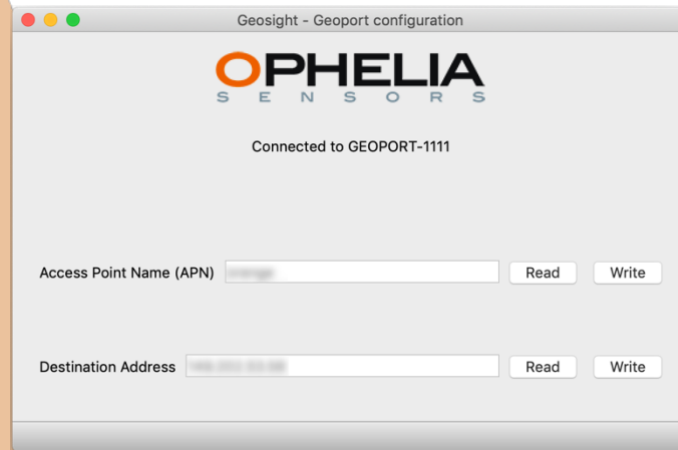 Geosight - Geoport configuration
OPHELIA
SENSORS
Connected to GEOPORT-1111
Access Point Name (APN) Read Write
Destination Address Read Write